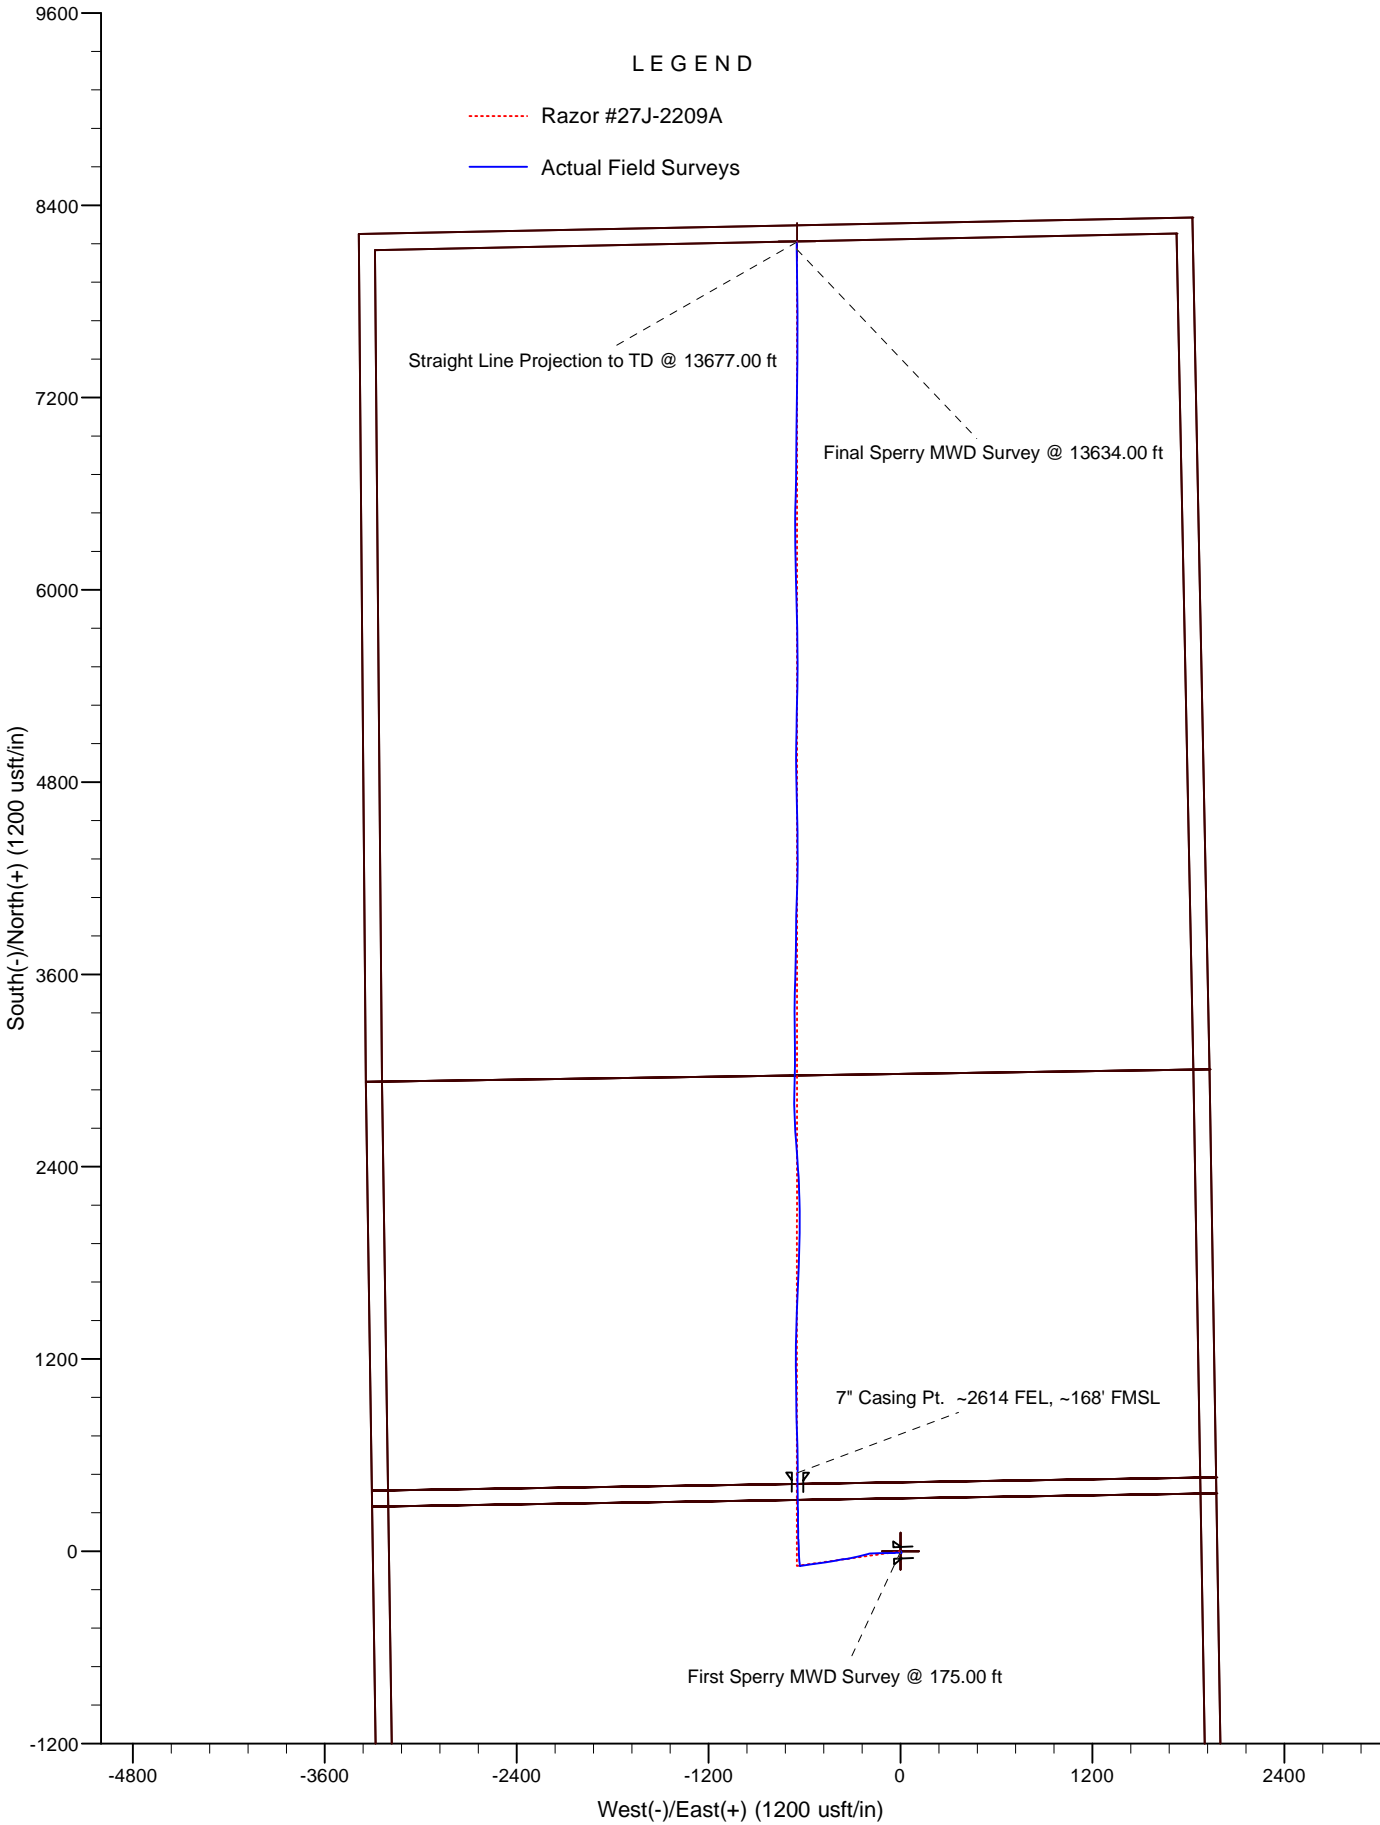 9600
L E G E N D
Razor #27J-2209A
Actual Field Surveys
8400
Straight Line Projection to TD @ 13677.00 ft
7200
Final Sperry MWD Survey @ 13634.00 ft
6000
4800
South(-)/North(+) (1200 usft/in)
3600
2400
1200
7" Casing Pt. ~2614 FEL, ~168' FMSL
0
First Sperry MWD Survey @ 175.00 ft
-1200
-4800 -3600 -2400 -1200 0 1200 2400
West(-)/East(+) (1200 usft/in)